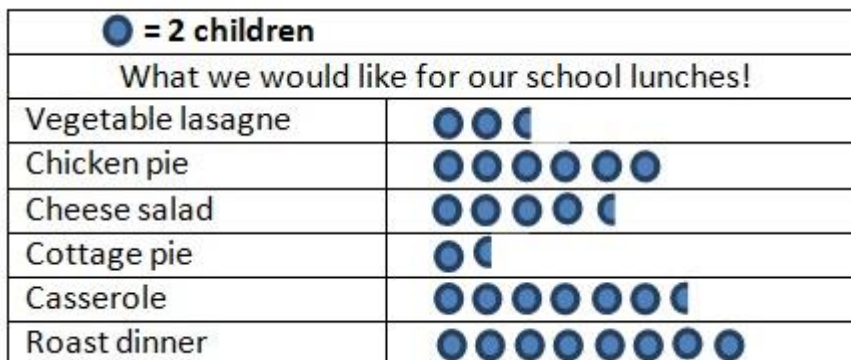 = 2 children
What we would like for our school lunches!
Vegetable lasagne
Chicken pie
Cheese salad
Cottage pie
Casserole
Roast dinner